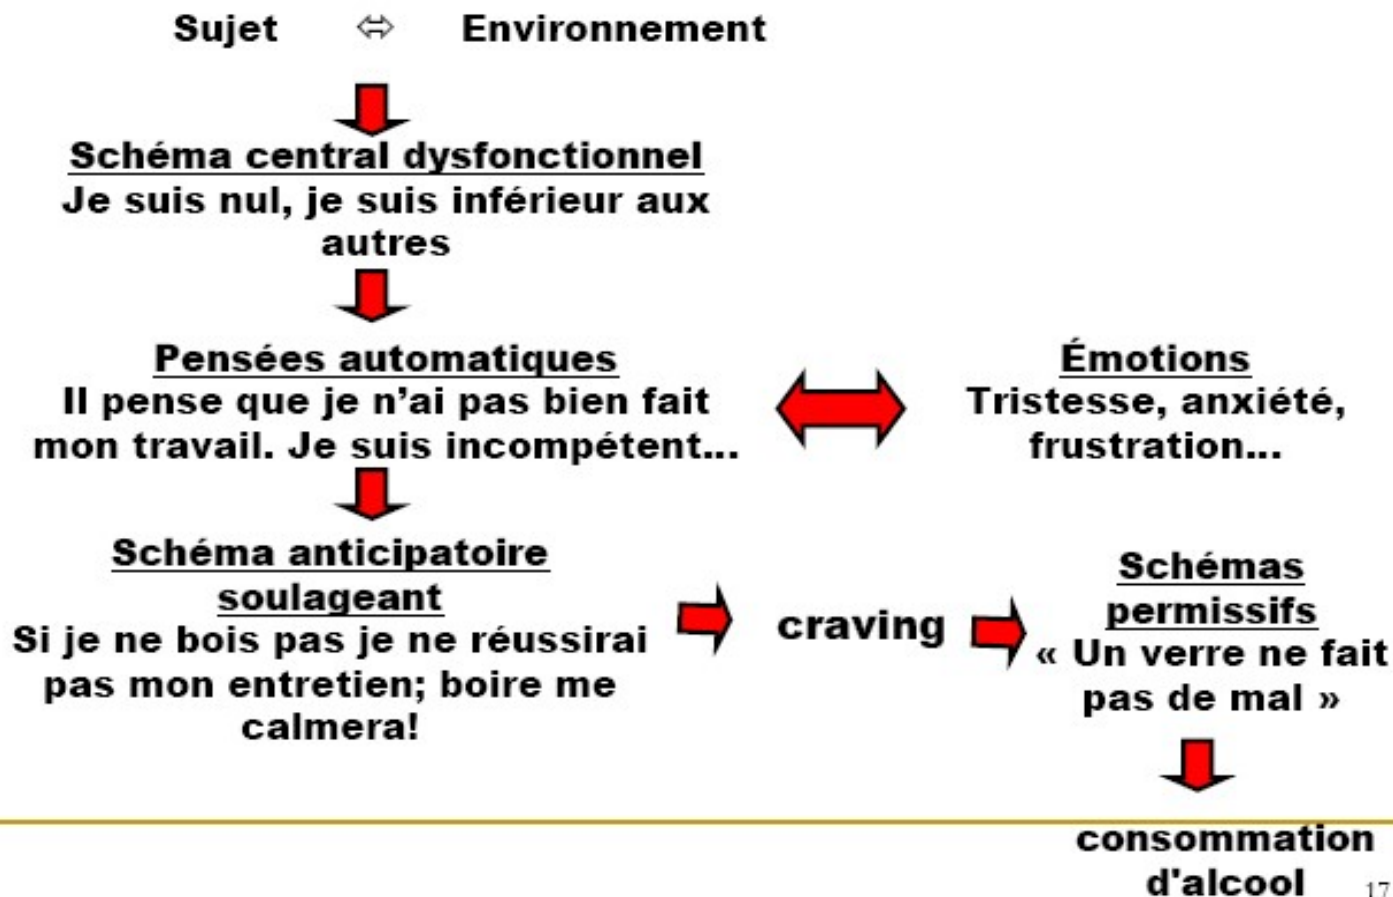 Sujet ⇔ Environnement
Schéma central dysfonctionnel
Je suis nul, je suis inférieur aux
autres
Pensées automatiques
Il pense que je n'ai pas bien fait
mon travail. Je suis incompétent...
Émotions
Tristesse, anxiété,
frustration...
Schéma anticipatoire
soulageant
Si je ne bois pas je ne réussirai
pas mon entretien; boire me
calmera!
craving
Schémas
permissifs
« Un verre ne fait
pas de mal »
consommation
d'alcool
17